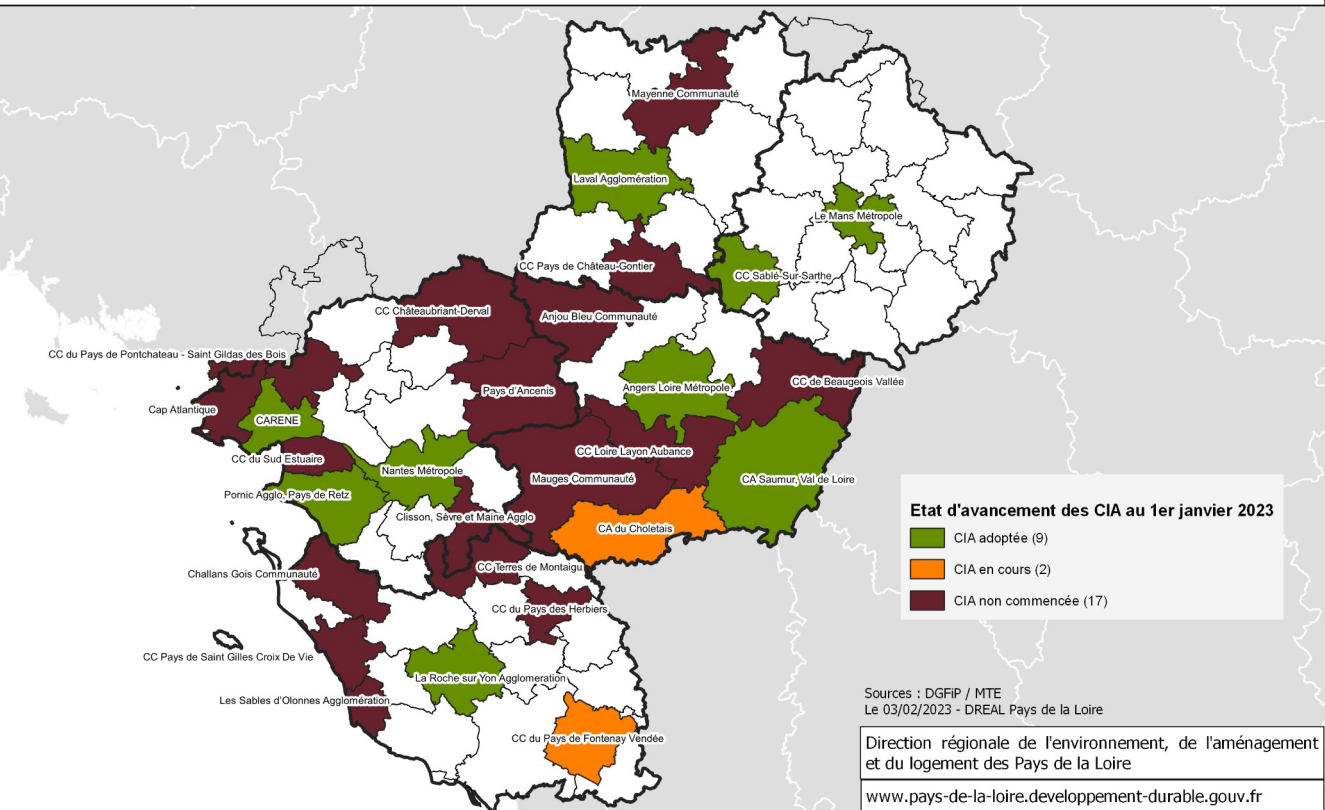 Mayenne Communauté
Laval Agglomération
Le Mans Métropole
CC Pays de Château-Gontier
CC Sablé-Sur-Sarthe
CC Châteaubriant-Derval
Anjou Bleu Communauté
CC du Pays de Pontchateau - Saint Gildas des Bois
CC de Beaugeois Vallée
Angers Loire Métropole
Pays d'Ancenis
Cap Atlantique
CARENE
CC Loire Layon Aubance
CC du Sud Estuaire
Nantes Métropole
Mauges Communauté
CA Saumur, Val de Loire
Pornic Agglo, Pays de Retz
Clisson, Sèvre et Maine Agglo
CA du Choletais
CC Terres de Montaigu
Challans Gois Communauté
CC du Pays des Herbiers
CC Pays de Saint Gilles Croix De Vie
La Roche sur Yon Agglomeration
Les Sables d'Olonnes Agglomération
CC du Pays de Fontenay Vendée
Etat d'avancement des CIA au 1er janvier 2023
CIA adoptée (9)
CIA en cours (2)
CIA non commencée (17)
Sources : DGFiP / MTE
Le 03/02/2023 - DREAL Pays de la Loire
Direction régionale de l'environnement, de l'aménagement
et du logement des Pays de la Loire
www.pays-de-la-loire.developpement-durable.gouv.fr